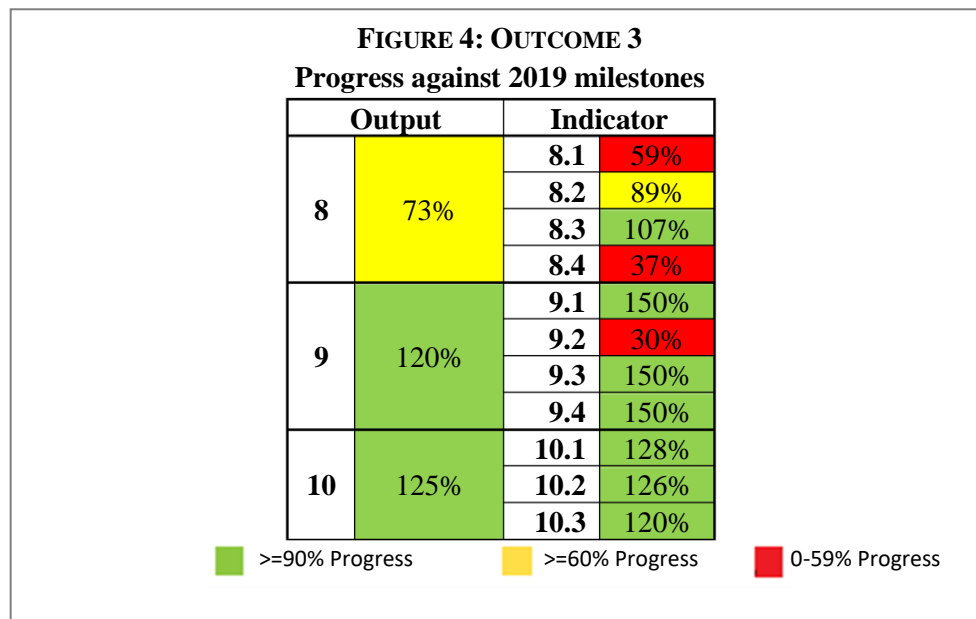 FIGURE 4: OUTCOME 3
Progress against 2019 milestones
Output Indicator
8 73% 8.1 59%
8.2 89%
8.3 107%
8.4 37%
9 120% 9.1 150%
9.2 30%
9.3 150%
9.4 150%
10 125% 10.1 128%
10.2 126%
10.3 120%
>=90% Progress >=60% Progress 0-59% Progress